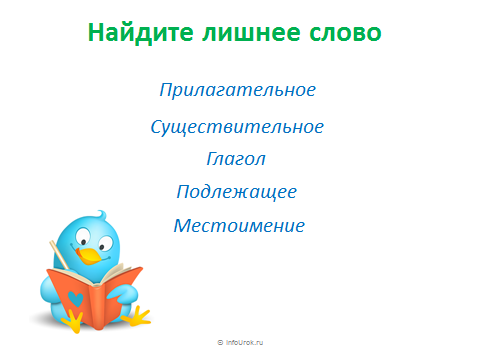 Найдите лишнее слово
Прилагательное
Существительное
Глагол
Подлежащее
Местоимение
© InfoUrok.ru